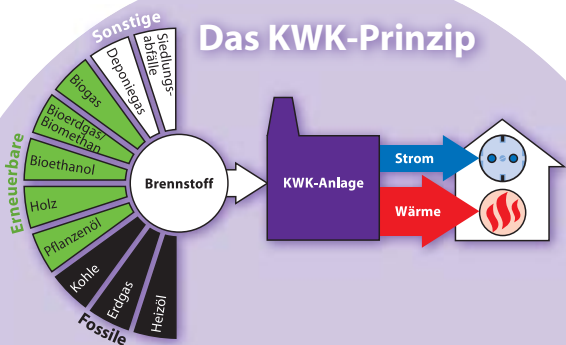 Das KWK-Prinzip
Sonstige
Siedlungs-
abfälle
Deponiegas
Erneuerbare
Biogas
Bioerdgas/
Biomethan
Bioethanol
Holz
Pflanzenöl
Fossile
Kohle
Erdgas
Heizöl
Brennstoff
KWK-Anlage
Strom
Wärme